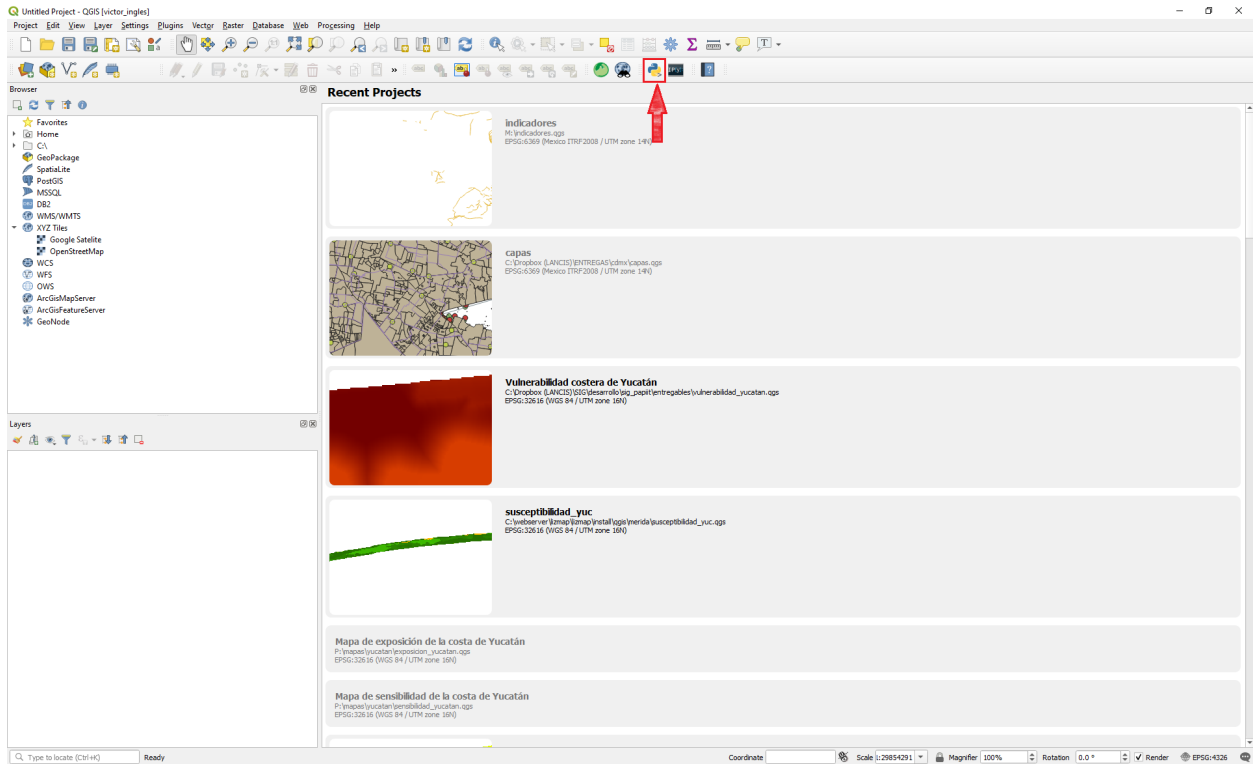 Untitled Project - QGIS [victor_ingles]
Project Edit View Layer Settings Plugins Vector Raster Database Web Processing Help
Browser
Favorites
Home
C:\
GeoPackage
SpatiaLite
PostGIS
MSSQL
DB2
WMS/WMTS
XYZ Tiles
Google Satelite
OpenStreetMap
WCS
WFS
OWS
ArcGisMapServer
ArcGisFeatureServer
GeoNode
Layers
Recent Projects
indicadores
M:\indicadores.qgs
EPSG:6369 (Mexico ITRF2008 / UTM zone 14N)
capas
C:\Dropbox (LANCIS)\ENTREGAS\cdmx\capas.qgs
EPSG:6369 (Mexico ITRF2008 / UTM zone 14N)
Vulnerabilidad costera de Yucatán
C:\Dropbox (LANCIS)\SIG\desarrollo\sig_papiit\entregables\vulnerabilidad_yucatan.qgs
EPSG:32616 (WGS 84 / UTM zone 16N)
susceptibilidad_yuc
C:\webserver\lizmap\lizmap\install\qgis\merida\susceptibilidad_yuc.qgs
EPSG:32616 (WGS 84 / UTM zone 16N)
Mapa de exposición de la costa de Yucatán
P:\mapas\yucatan\exposicion_yucatan.qgs
EPSG:32616 (WGS 84 / UTM zone 16N)
Mapa de sensibilidad de la costa de Yucatán
P:\mapas\yucatan\sensibilidad_yucatan.qgs
EPSG:32616 (WGS 84 / UTM zone 16N)
Type to locate (Ctrl+K) Ready Coordinate Scale 1:29854291 Magnifier 100% Rotation 0.0 ° Render EPSG:4326